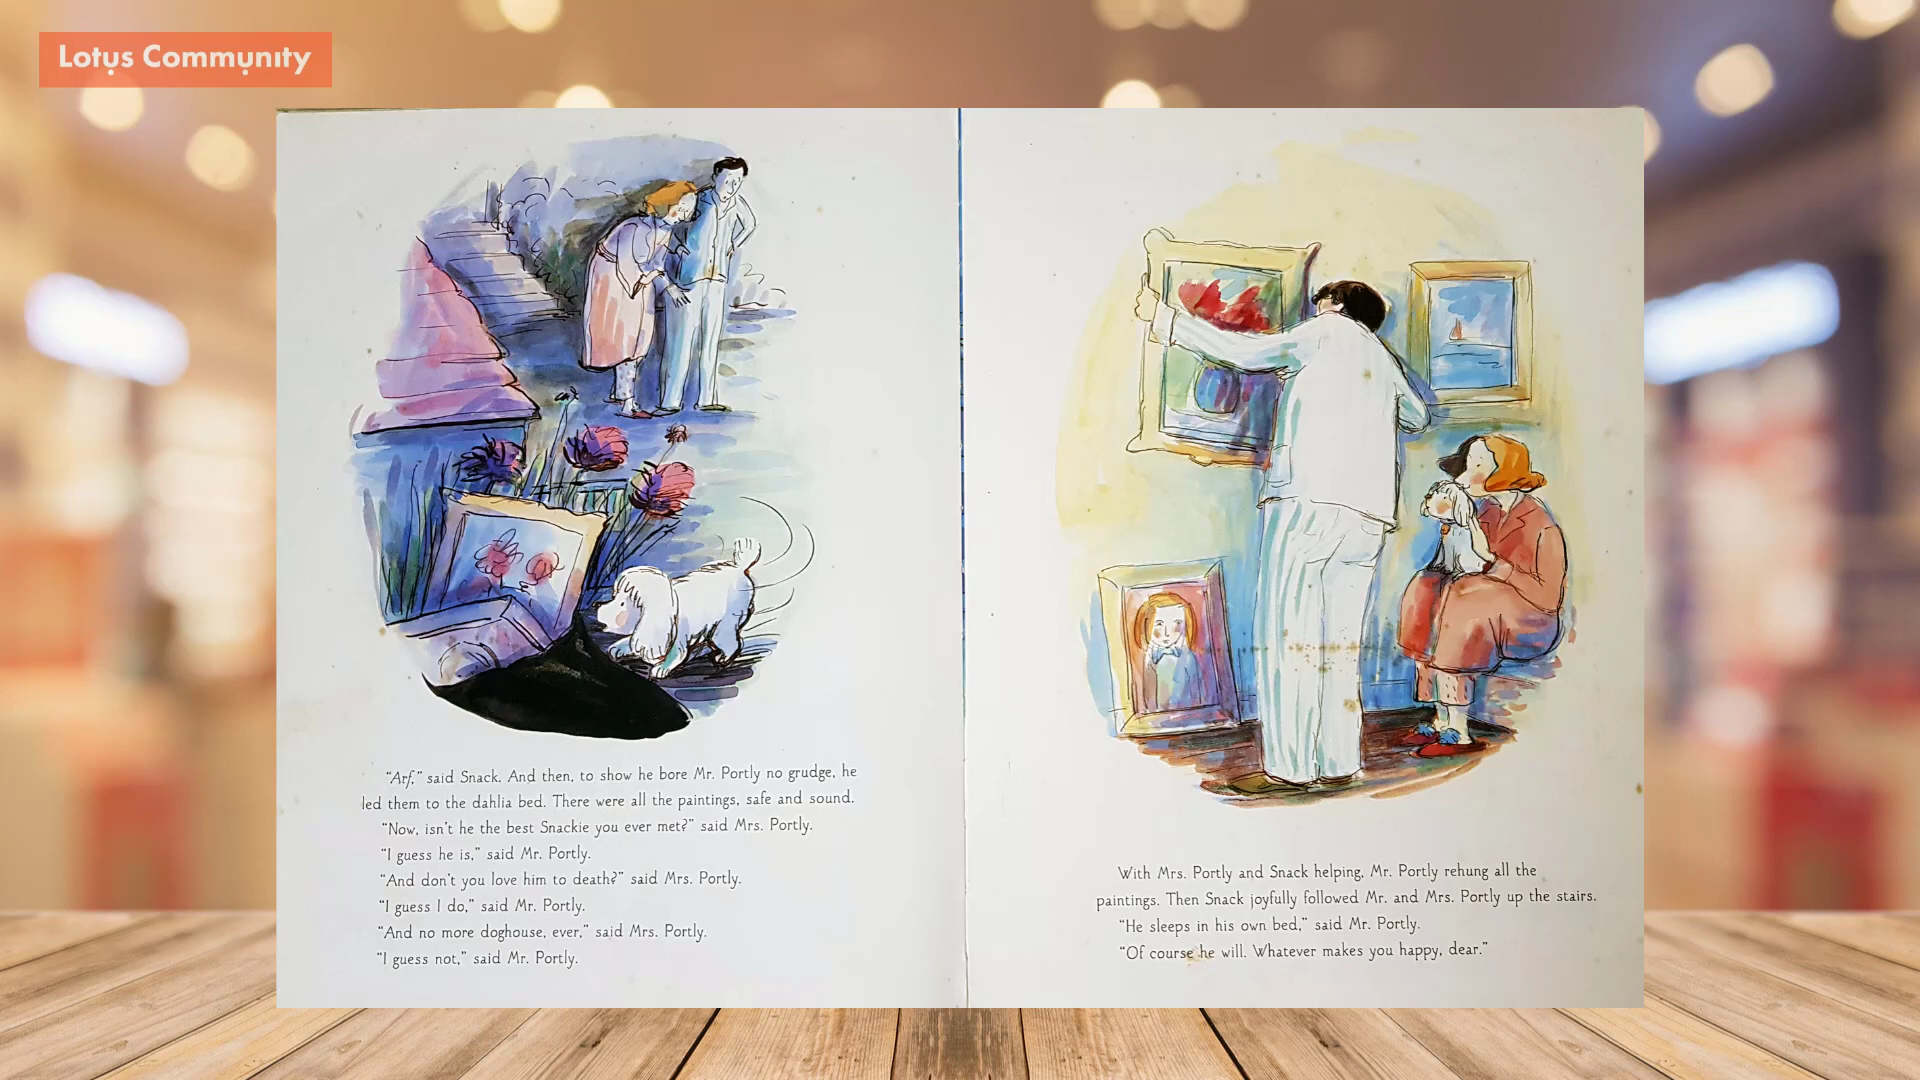 Lotus Community
“Arf,” said Snack. And then, to show he bore Mr. Portly no grudge, he
led them to the dahlia bed. There were all the paintings, safe and sound.
“Now, isn’t he the best Snackie you ever met?” said Mrs. Portly.
“I guess he is,” said Mr. Portly.
“And don’t you love him to death?” said Mrs. Portly.
“I guess I do,” said Mr. Portly.
“And no more doghouse, ever,” said Mrs. Portly.
“I guess not,” said Mr. Portly.
With Mrs. Portly and Snack helping, Mr. Portly rehung all the
paintings. Then Snack joyfully followed Mr. and Mrs. Portly up the stairs.
“He sleeps in his own bed,” said Mr. Portly.
“Of course he will. Whatever makes you happy, dear.”